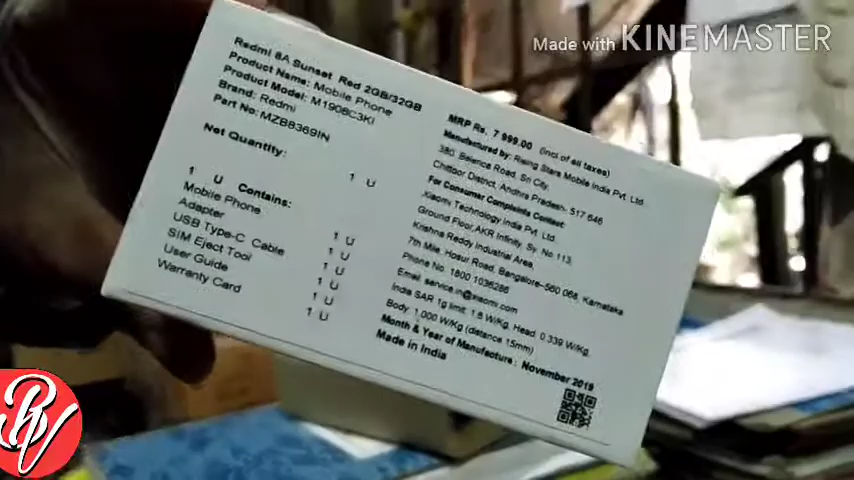 Made with KINEMASTER
Redmi 8A Sunset Red 2GB/32GB
Product Name: Mobile Phone
Product Model: M1908C3KI
Brand: Redmi
Part No: MZB8369IN
Net Quantity:
1 U
1 U Contains:
Mobile Phone 1 U
Adapter 1 U
USB Type-C Cable 1 U
SIM Eject Tool 1 U
User Guide 1 U
Warranty Card 1 U
MRP Rs. 7 999.00 (Incl of all taxes)
Manufactured by: Rising Stars Mobile India Pvt. Ltd.
380, Belerica Road, Sri City,
Chittoor District, Andhra Pradesh- 517 646
For Consumer Complaints Contact:
Xiaomi Technology India Pvt. Ltd.
Ground Floor, AKR Infinity, Sy. No 113,
Krishna Reddy Industrial Area,
7th Mile, Hosur Road, Bangalore-560 068, Karnataka
Phone No. 1800 1036286
Email: service.in@xiaomi.com
India SAR 1g limit: 1.6 W/Kg, Head: 0.339 W/Kg,
Body: 1.000 W/Kg (distance 15mm)
Month & Year of Manufacture: November 2019
Made in India
RY